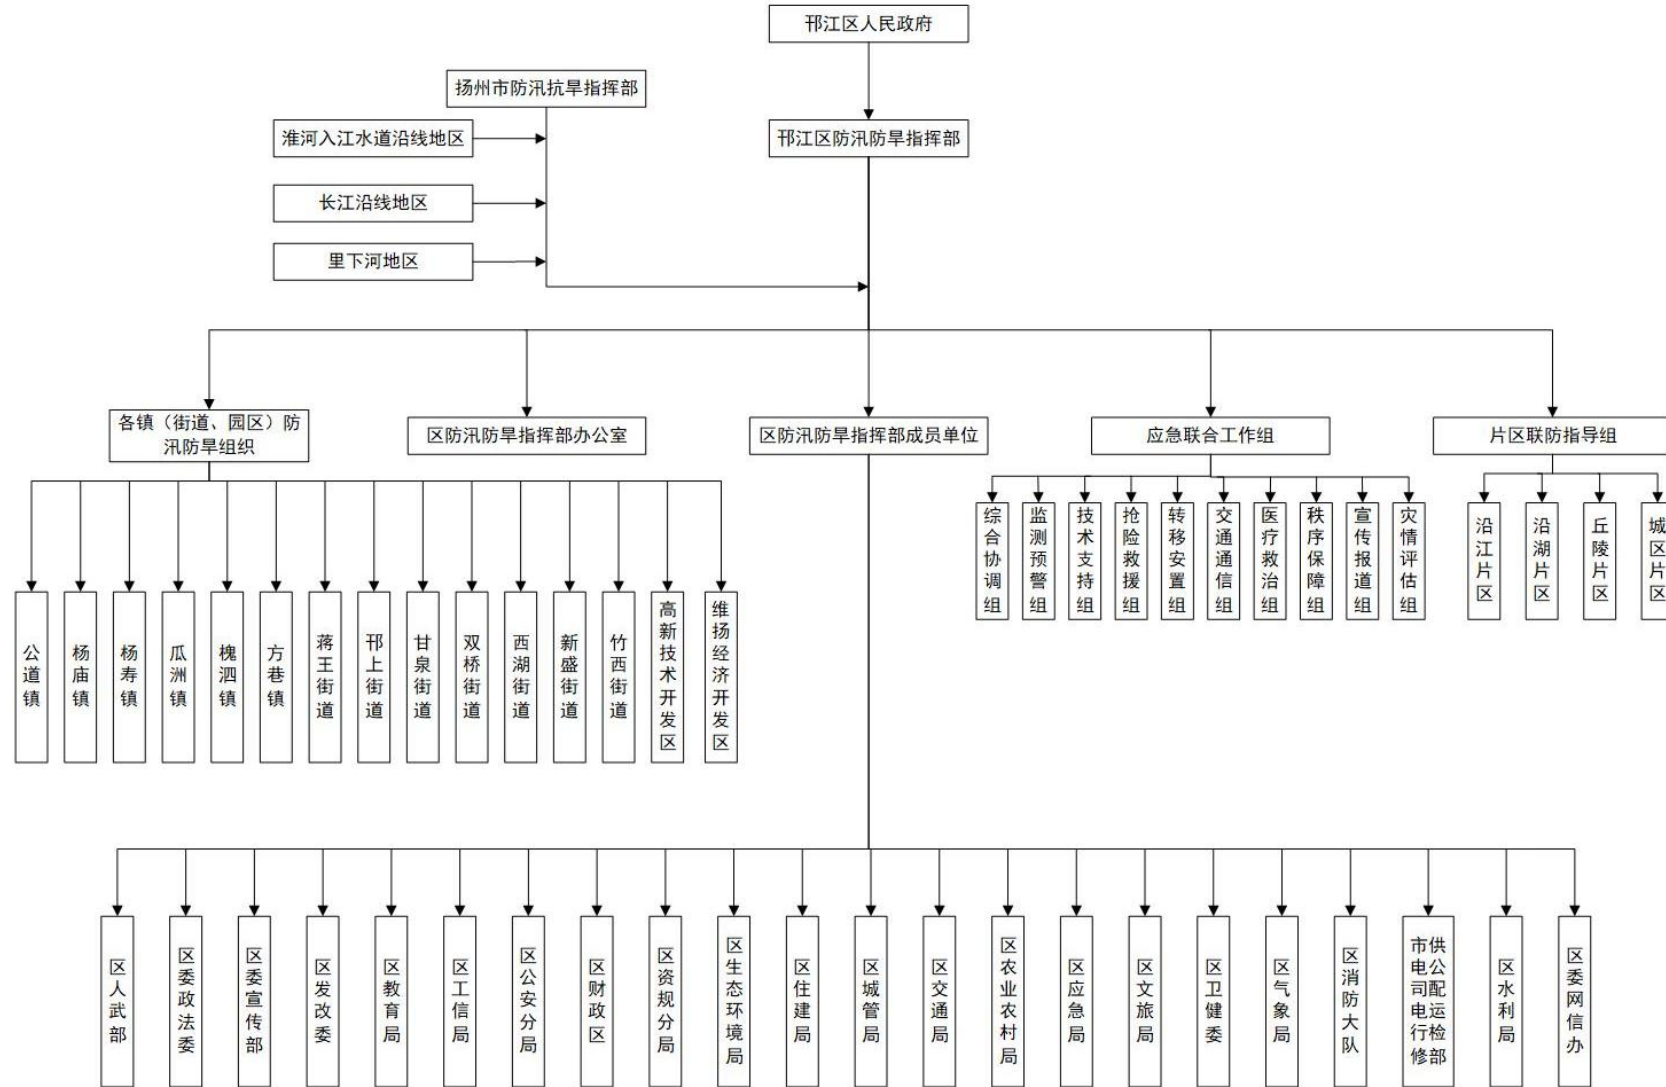 邗江区人民政府
扬州市防汛抗旱指挥部
淮河入江水道沿线地区
邗江区防汛防旱指挥部
长江沿线地区
里下河地区
各镇（街道、园区）防
汛防旱组织
区防汛防旱指挥部办公室
区防汛防旱指挥部成员单位
应急联合工作组
片区联防指导组
综合协调组
监测预警组
技术支持组
抢险救援组
转移安置组
交通通信组
医疗救治组
秩序保障组
宣传报道组
灾情评估组
沿江片区
沿湖片区
丘陵片区
城区片区
公道镇
杨庙镇
杨寿镇
瓜洲镇
槐泗镇
方巷镇
蒋王街道
邗上街道
甘泉街道
双桥街道
西湖街道
新盛街道
竹西街道
高新技术开发区
维扬经济开发区
区人武部
区委政法委
区委宣传部
区发改委
区教育局
区工信局
区公安分局
区财政区
区资规分局
区生态环境局
区住建局
区城管局
区交通局
区农业农村局
区应急局
区文旅局
区卫健委
区气象局
区消防大队
市供
电公
司配
电运
行检
修部
区水利局
区委网信办